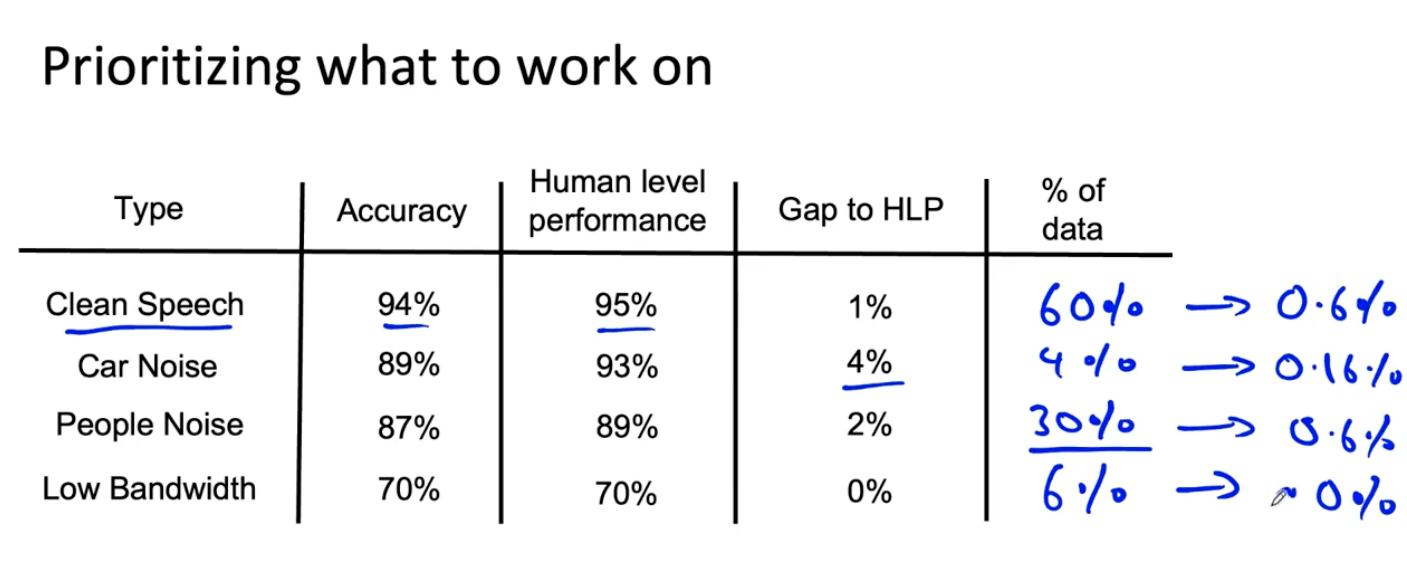 Prioritizing what to work on
Type Accuracy Human level performance Gap to HLP % of data
Clean Speech 94% 95% 1% 60% → 0.6%
Car Noise 89% 93% 4% 4% → 0.16%
People Noise 87% 89% 2% 30% → 0.6%
Low Bandwidth 70% 70% 0% 6% → ~0%